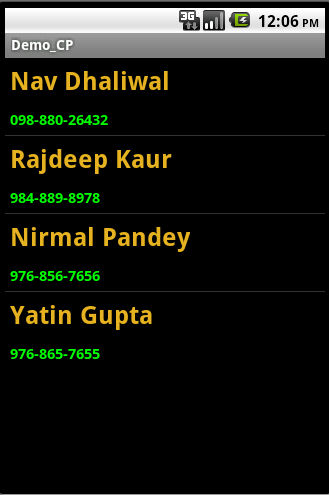 3G 12:06 PM
Demo_CP
Nav Dhaliwal
098-880-26432
Rajdeep Kaur
984-889-8978
Nirmal Pandey
976-856-7656
Yatin Gupta
976-865-7655